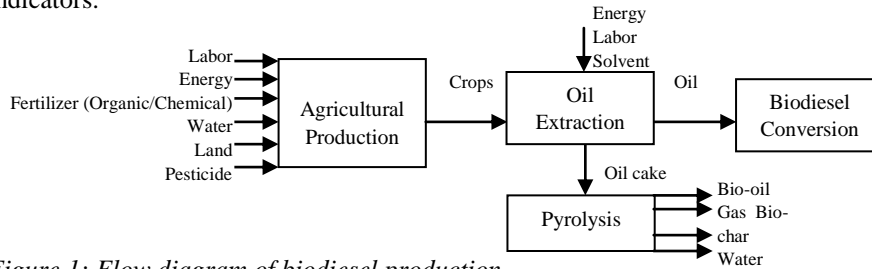 indicators.
Energy
Labor
Solvent
Labor
Energy
Fertilizer (Organic/Chemical)
Water
Land
Pesticide
Agricultural
Production
Crops
Oil
Extraction
Oil
Biodiesel
Conversion
Oil cake
Pyrolysis
Bio-oil
Gas Bio-
char
Water
Figure 1: Flow diagram of biodiesel production